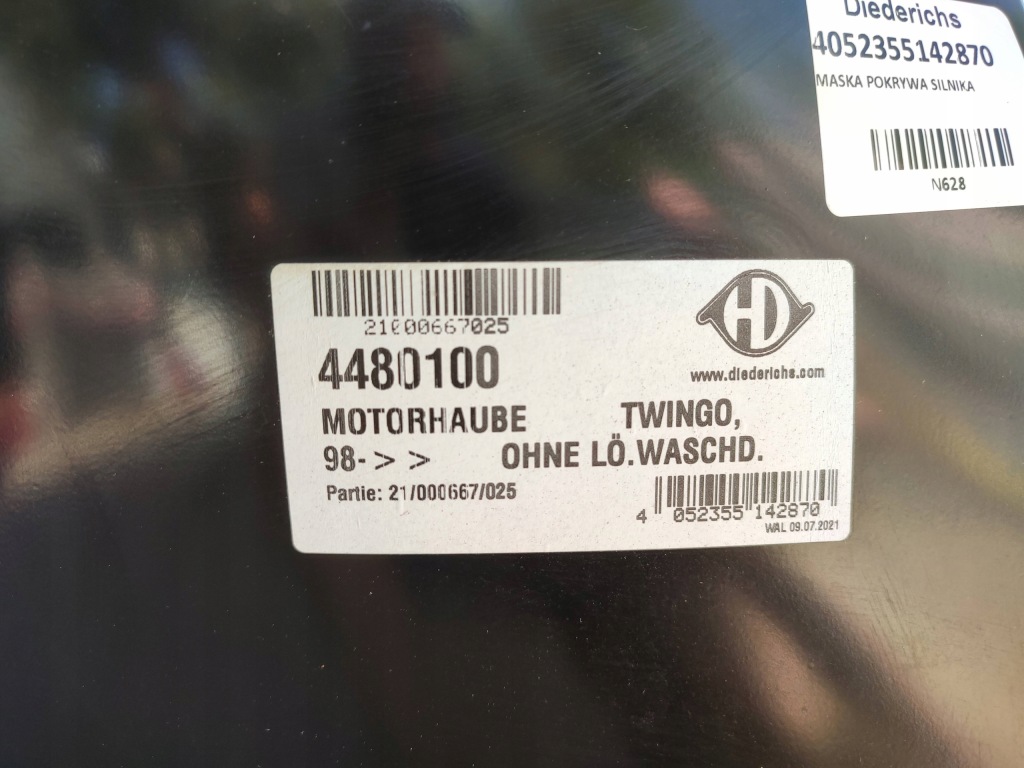 Diederichs
4052355142870
MASKA POKRYWA SILNIKA
N628
21000667025
HD
4480100
www.diederichs.com
MOTORHAUBE TWINGO,
98-> > OHNE LÖ.WASCHD.
Partie: 21/000667/025
4 052355 142870
WAL 09.07.2021